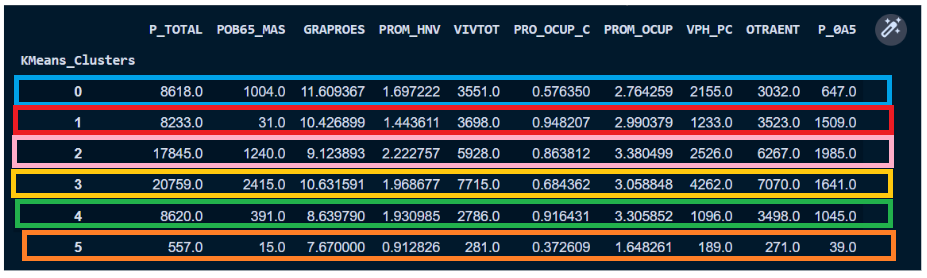 P_TOTAL POB65_MAS GRAPROES PROM_HNV VIVTOT PRO_OCUP_C PROM_OCUP VPH_PC OTRAENT P_0A5
KMeans_Clusters
0 8618.0 1004.0 11.609367 1.697222 3551.0 0.576350 2.764259 2155.0 3032.0 647.0
1 8233.0 31.0 10.426899 1.443611 3698.0 0.948207 2.990379 1233.0 3523.0 1509.0
2 17845.0 1240.0 9.123893 2.222757 5928.0 0.863812 3.380499 2526.0 6267.0 1985.0
3 20759.0 2415.0 10.631591 1.968677 7715.0 0.684362 3.058848 4262.0 7070.0 1641.0
4 8620.0 391.0 8.639790 1.930985 2786.0 0.916431 3.305852 1096.0 3498.0 1045.0
5 557.0 15.0 7.670000 0.912826 281.0 0.372609 1.648261 189.0 271.0 39.0